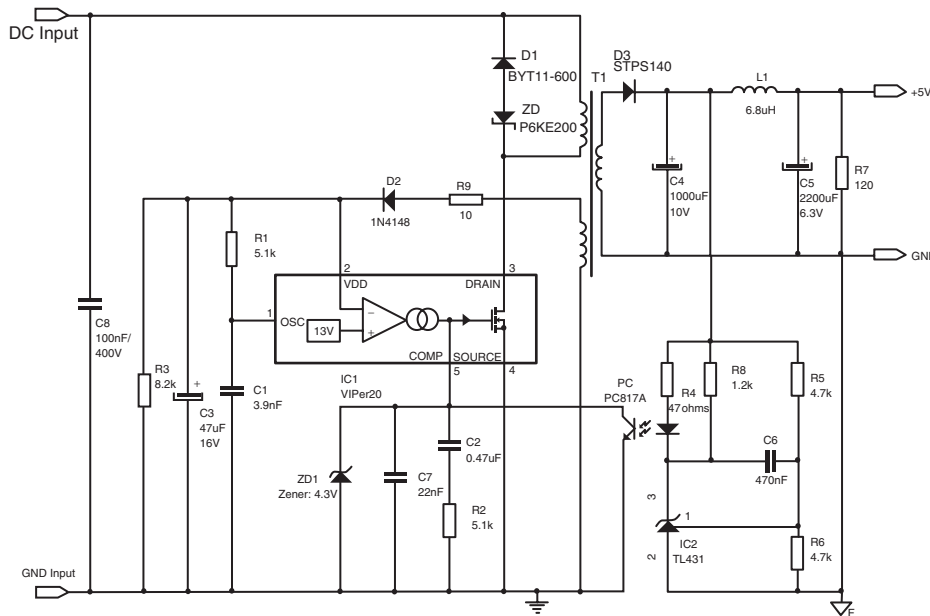 DC Input
D1
BYT11-600
ZD
P6KE200
D3
STPS140
T1
L1
6.8uH
+5V
C4
1000uF
10V
C5
2200uF
6.3V
R7
120
GND
D2
1N4148
R9
10
R1
5.1k
2
VDD
3
DRAIN
1
OSC
13V
COMP
SOURCE
5
4
C8
100nF/
400V
R3
8.2k
C3
47uF
16V
C1
3.9nF
IC1
VIPer20
PC
PC817A
R4
47ohms
R8
1.2k
R5
4.7k
C6
470nF
ZD1
Zener: 4.3V
C7
22nF
C2
0.47uF
R2
5.1k
3
1
2
IC2
TL431
R6
4.7k
GND Input